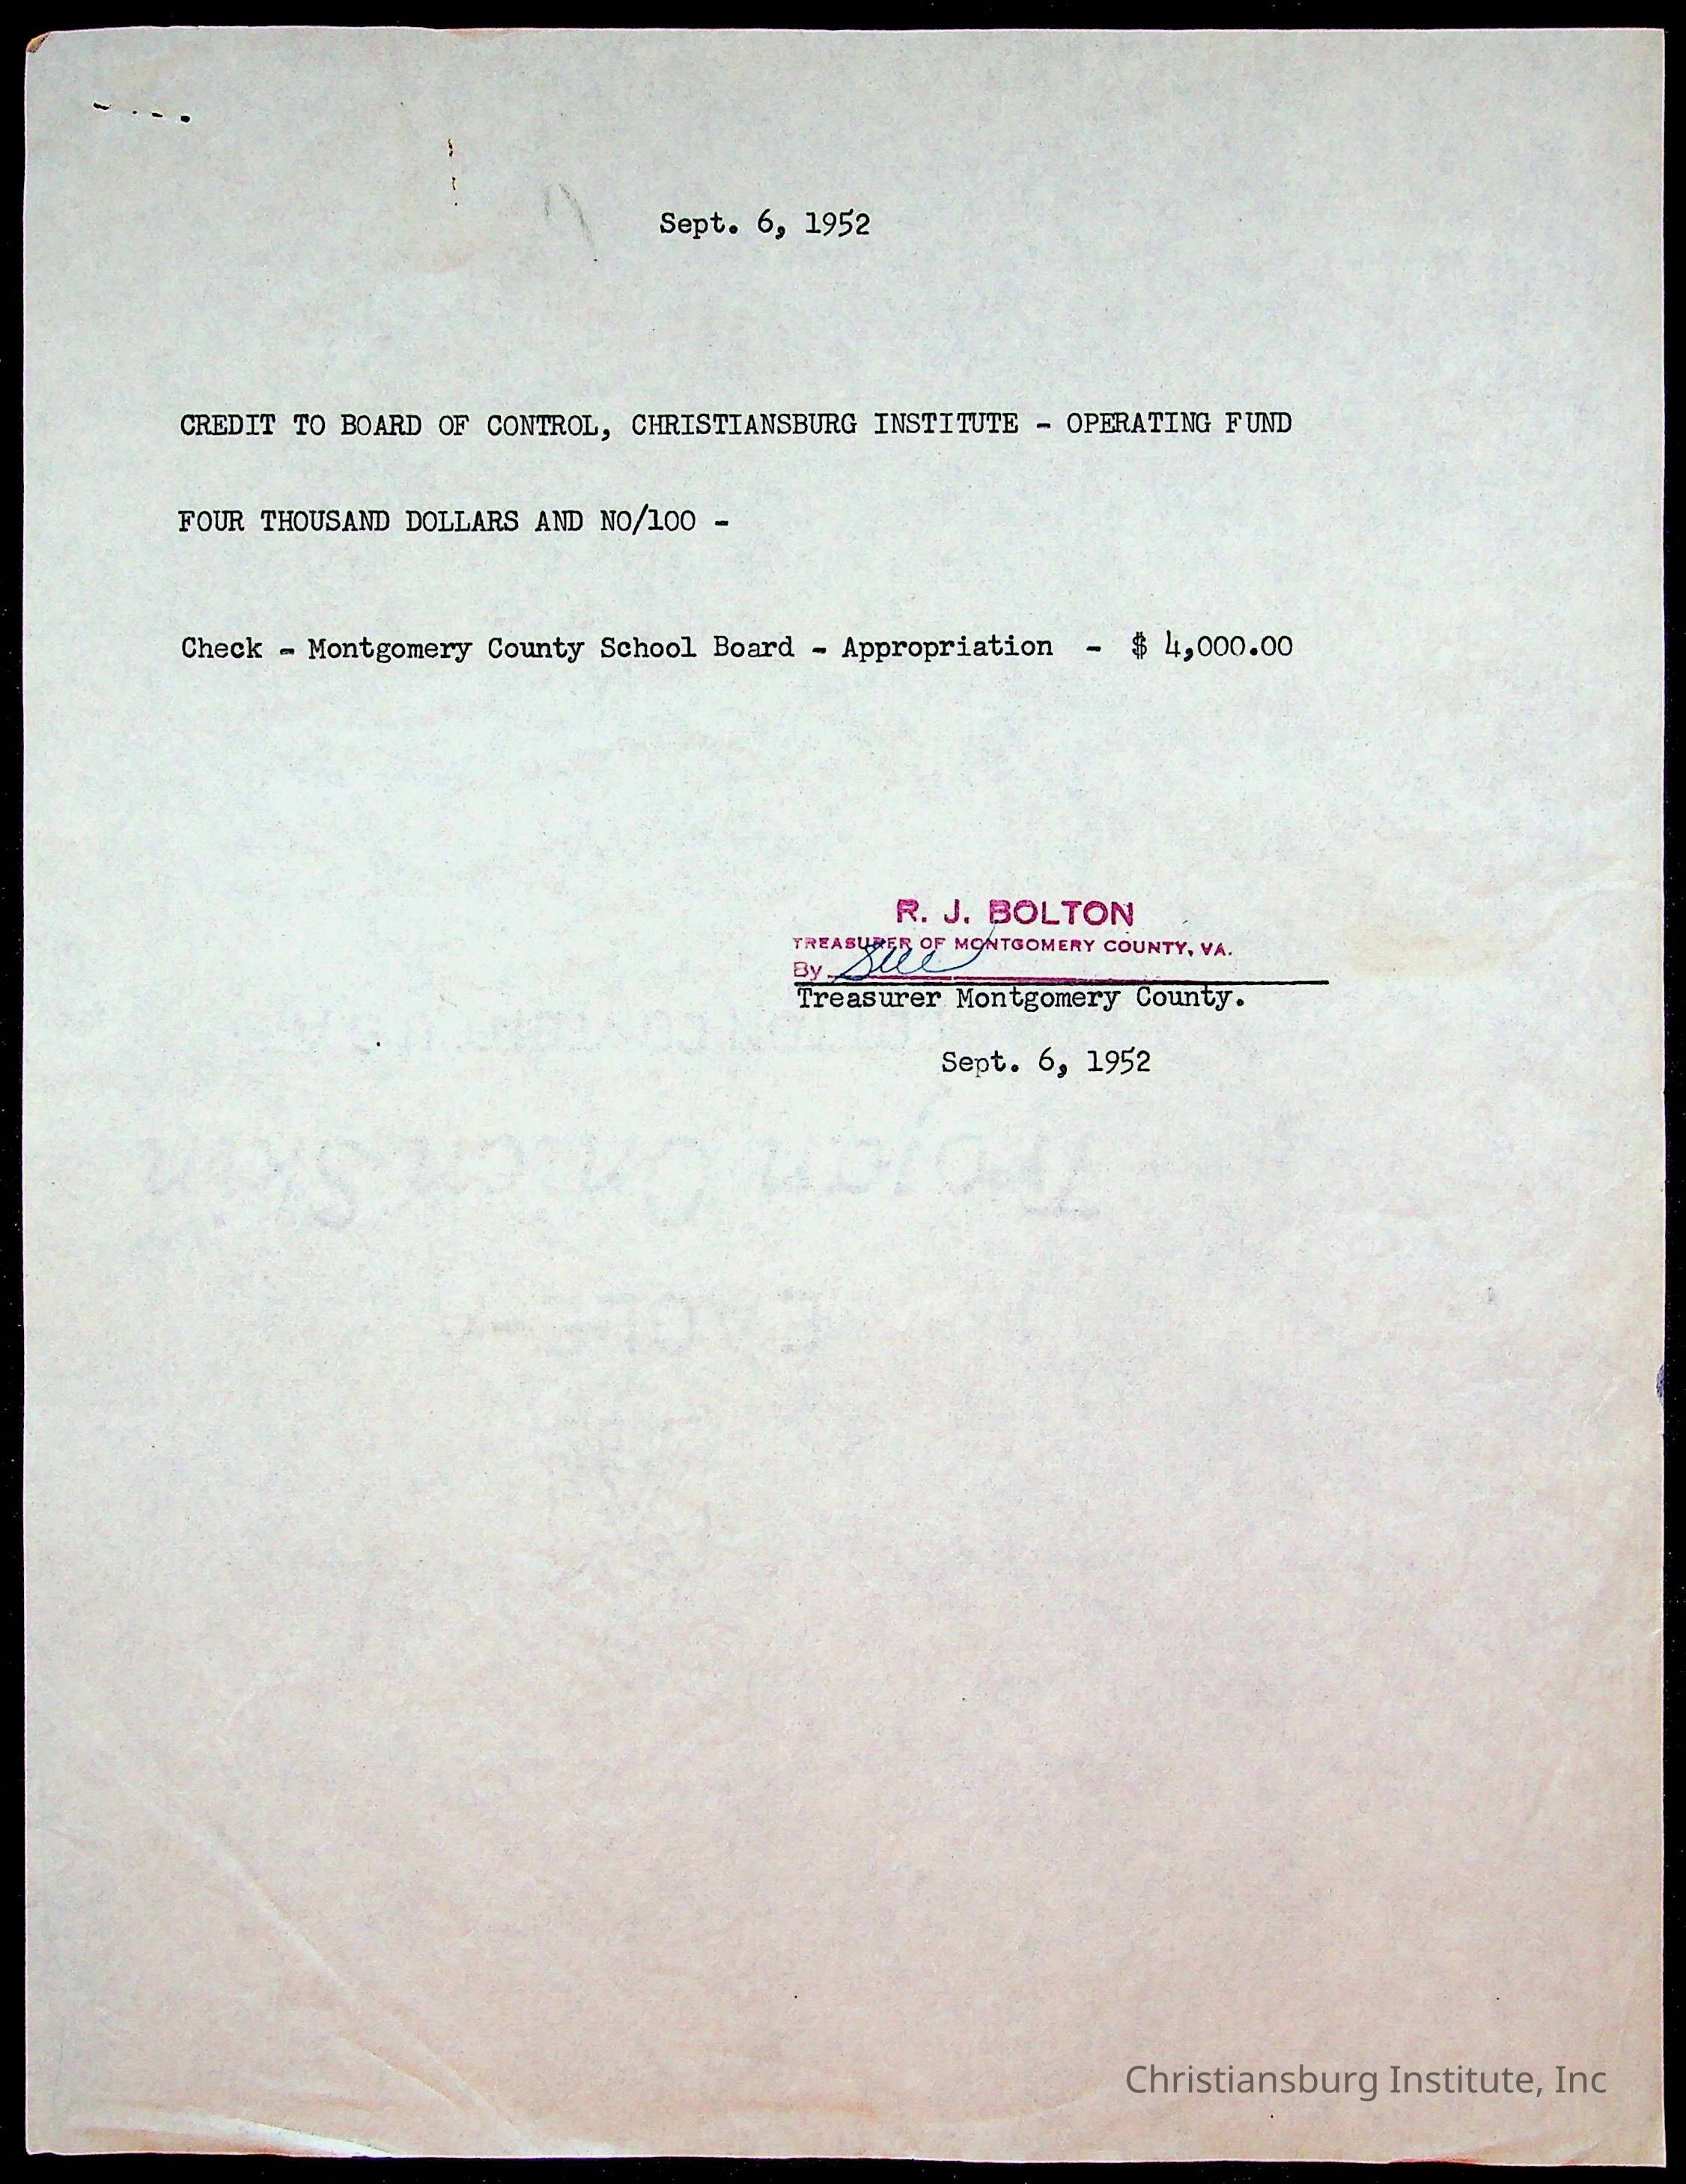 Sept. 6, 1952
CREDIT TO BOARD OF CONTROL, CHRISTIANSBURG INSTITUTE - OPERATING FUND
FOUR THOUSAND DOLLARS AND NO/100 -
Check - Montgomery County School Board - Appropriation - $ 4,000.00
R. J. BOLTON
TREASURER OF MONTGOMERY COUNTY, VA.
By
Treasurer Montgomery County.
Sept. 6, 1952
Christiansburg Institute, Inc